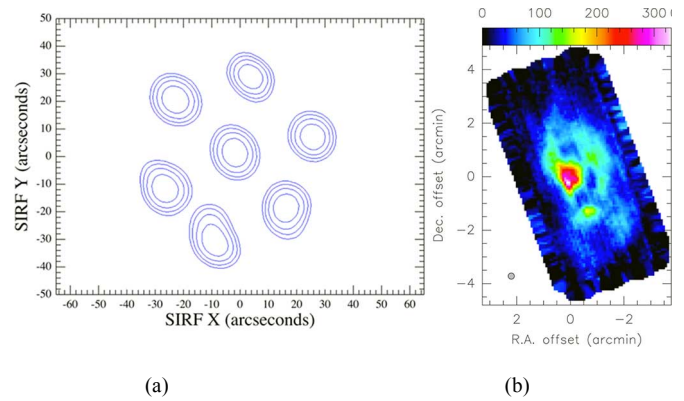 50
40
30
20
10
0
-10
-20
-30
-40
50
SIRF Y (arcseconds)
-60 -50 -40 -30 -20 -10 0 10 20 30 40 50 60
SIRF X (arcseconds)
(a)
0 100 200 300
4
2
0
−2
−4
Dec. offset (arcmin)
2 0 −2
R.A. offset (arcmin)
(b)